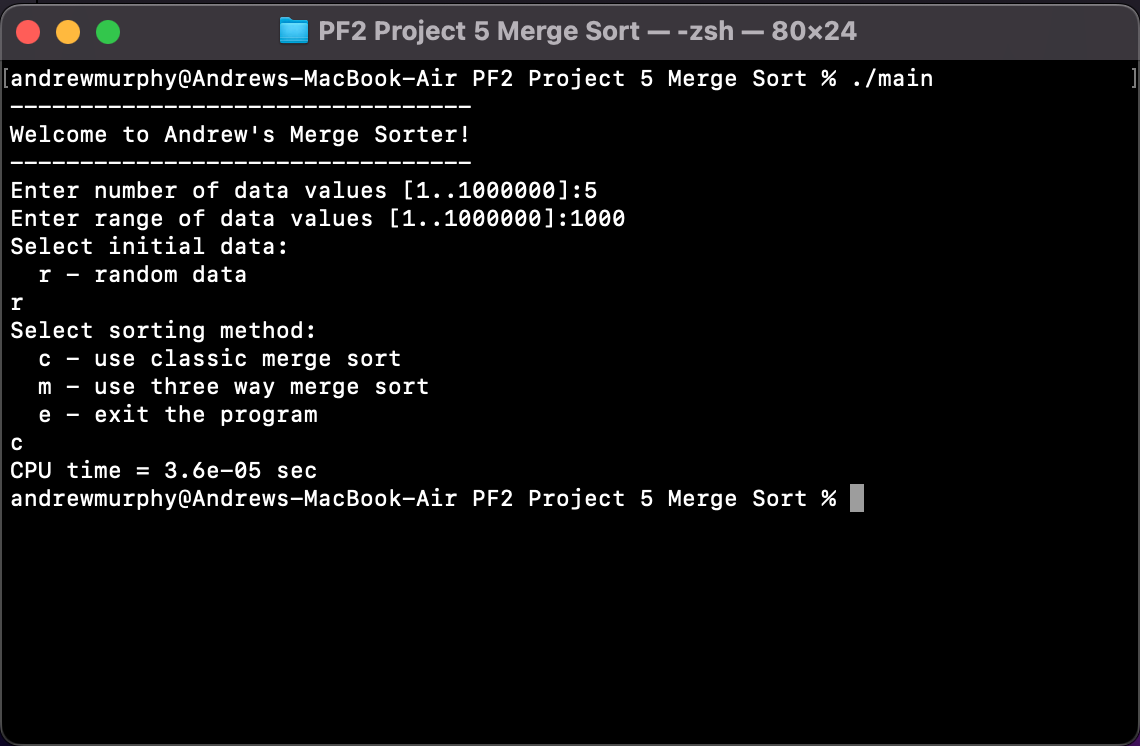 PF2 Project 5 Merge Sort — -zsh — 80×24
[andrewmurphy@Andrews-MacBook-Air PF2 Project 5 Merge Sort % ./main ]
---------------------------------
Welcome to Andrew's Merge Sorter!
---------------------------------
Enter number of data values [1..1000000]:5
Enter range of data values [1..1000000]:1000
Select initial data:
  r - random data
r
Select sorting method:
  c - use classic merge sort
  m - use three way merge sort
  e - exit the program
c
CPU time = 3.6e-05 sec
andrewmurphy@Andrews-MacBook-Air PF2 Project 5 Merge Sort %